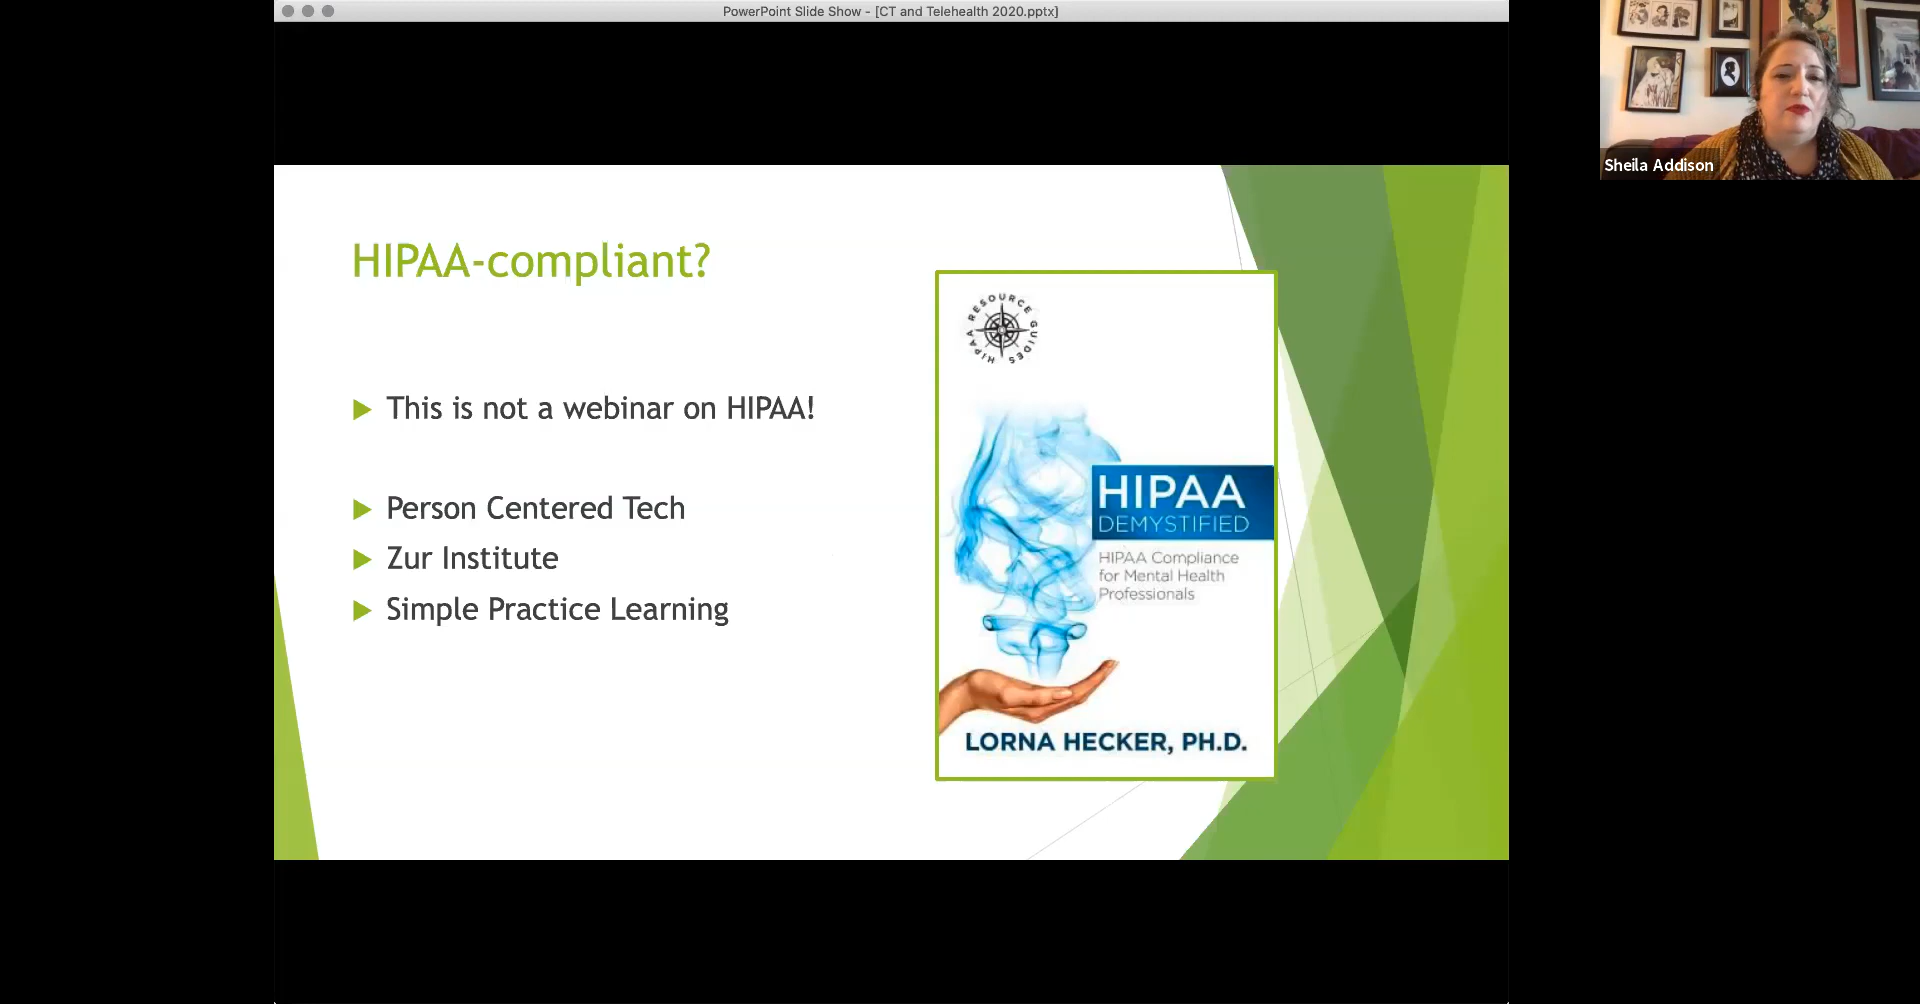 PowerPoint Slide Show - [CT and Telehealth 2020.pptx]
Sheila Addison
HIPAA-compliant?
This is not a webinar on HIPAA!
Person Centered Tech
Zur Institute
Simple Practice Learning
HIPAA RESOURCE GUIDES
HIPAA
DEMYSTIFIED
HIPAA Compliance
for Mental Health
Professionals
LORNA HECKER, PH.D.